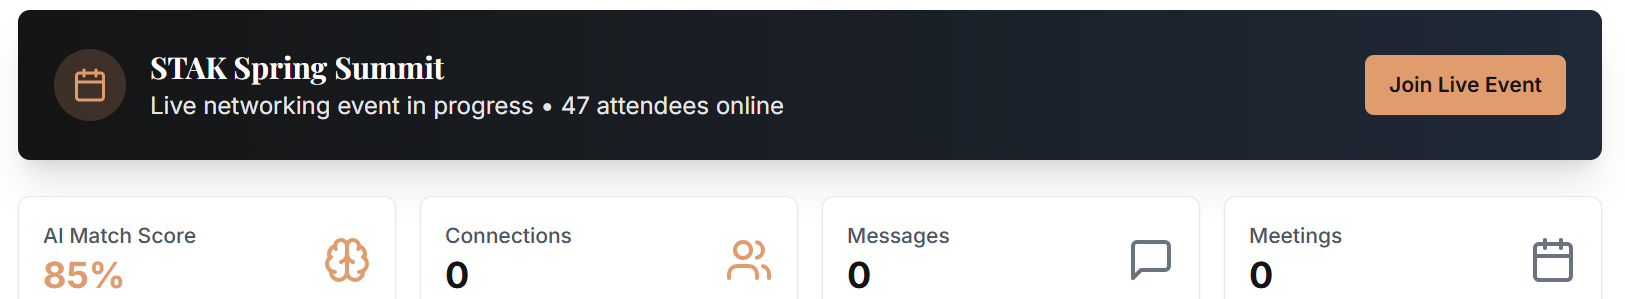 STAK Spring Summit
Live networking event in progress • 47 attendees online
Join Live Event
AI Match Score
85%
Connections
0
Messages
0
Meetings
0